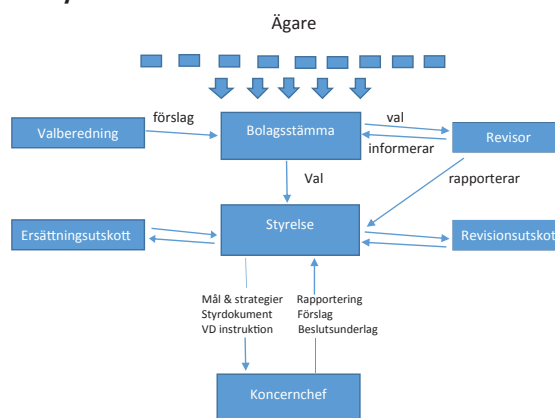 Ägare
förslag
val
Valberedning
Bolagsstämma
Revisor
informerar
Val
rapporterar
Ersättningsutskott
Styrelse
Revisionsutskot
Mål & strategier
Styrdokument
VD instruktion
Rapportering
Förslag
Beslutsunderlag
Koncernchef